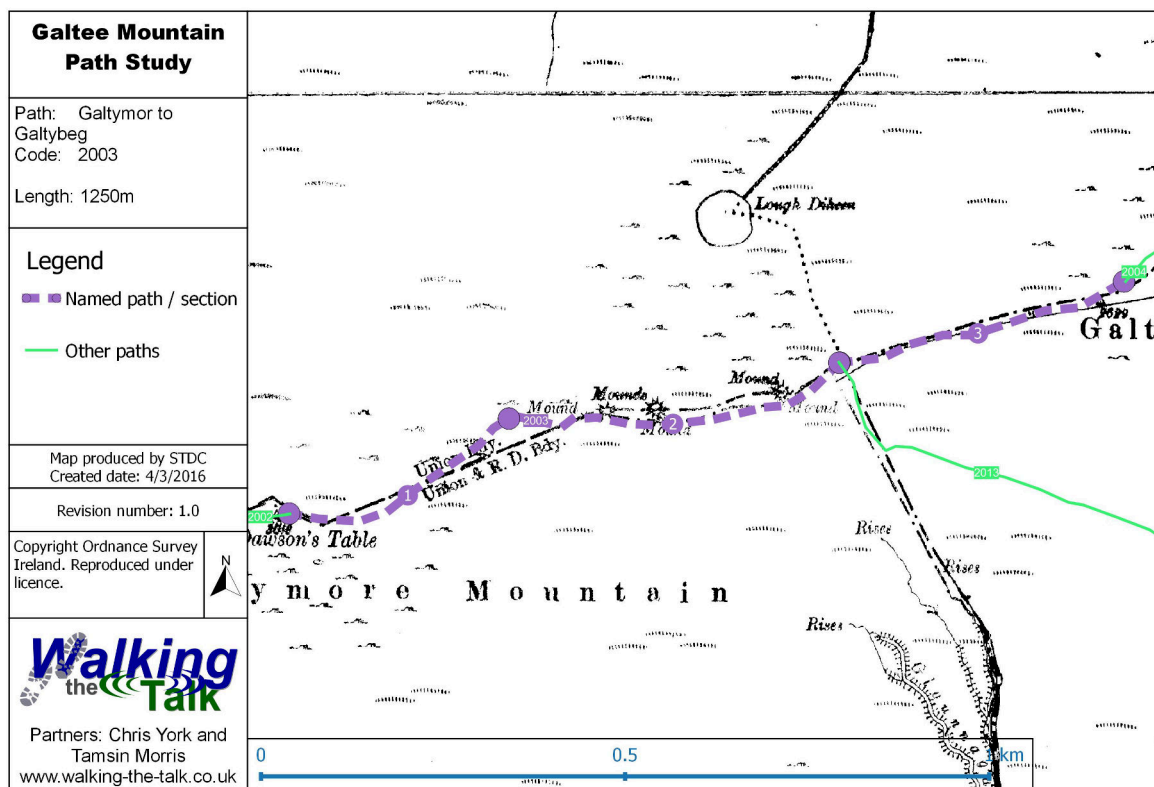 Galtee Mountain
Path Study
Path: Galtymor to
Galtybeg
Code: 2003
Length: 1250m
Legend
Named path / section
Other paths
Map produced by STDC
Created date: 4/3/2016
Revision number: 1.0
Copyright Ordnance Survey
Ireland. Reproduced under
licence.
N
Walking
the Talk
Partners: Chris York and
Tamsin Morris
www.walking-the-talk.co.uk
Lough Diheen
2004
Galt
3
Mound
Mound
Mounds
Mound
2003
2
Mound
Union Bdy.
Union & R. D. Bdy.
1
2013
2002
Dawson's Table
Rises
Rises
ymore Mountain
Rises
0
0.5
1 km